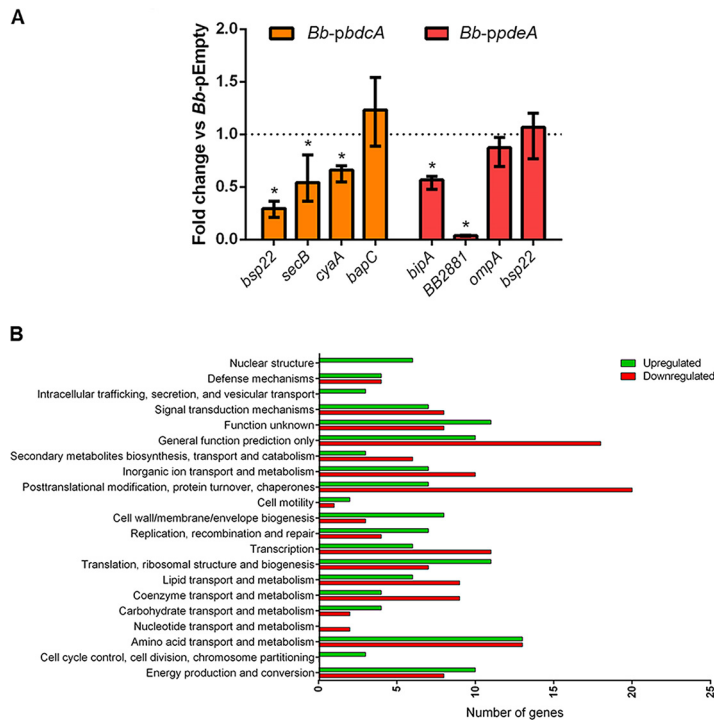 A
Bb-pbdcA
Bb-ppdeA
Fold change vs Bb-pEmpty
2.0
1.5
1.0
0.5
0.0
*
*
*
*
*
bsp22
secB
cyaA
bapC
bipA
BB2881
ompA
bsp22
B
Upregulated
Downregulated
Nuclear structure
Defense mechanisms
Intracellular trafficking, secretion, and vesicular transport
Signal transduction mechanisms
Function unknown
General function prediction only
Secondary metabolites biosynthesis, transport and catabolism
Inorganic ion transport and metabolism
Posttranslational modification, protein turnover, chaperones
Cell motility
Cell wall/membrane/envelope biogenesis
Replication, recombination and repair
Transcription
Translation, ribosomal structure and biogenesis
Lipid transport and metabolism
Coenzyme transport and metabolism
Carbohydrate transport and metabolism
Nucleotide transport and metabolism
Amino acid transport and metabolism
Cell cycle control, cell division, chromosome partitioning
Energy production and conversion
0
5
10
15
20
25
Number of genes